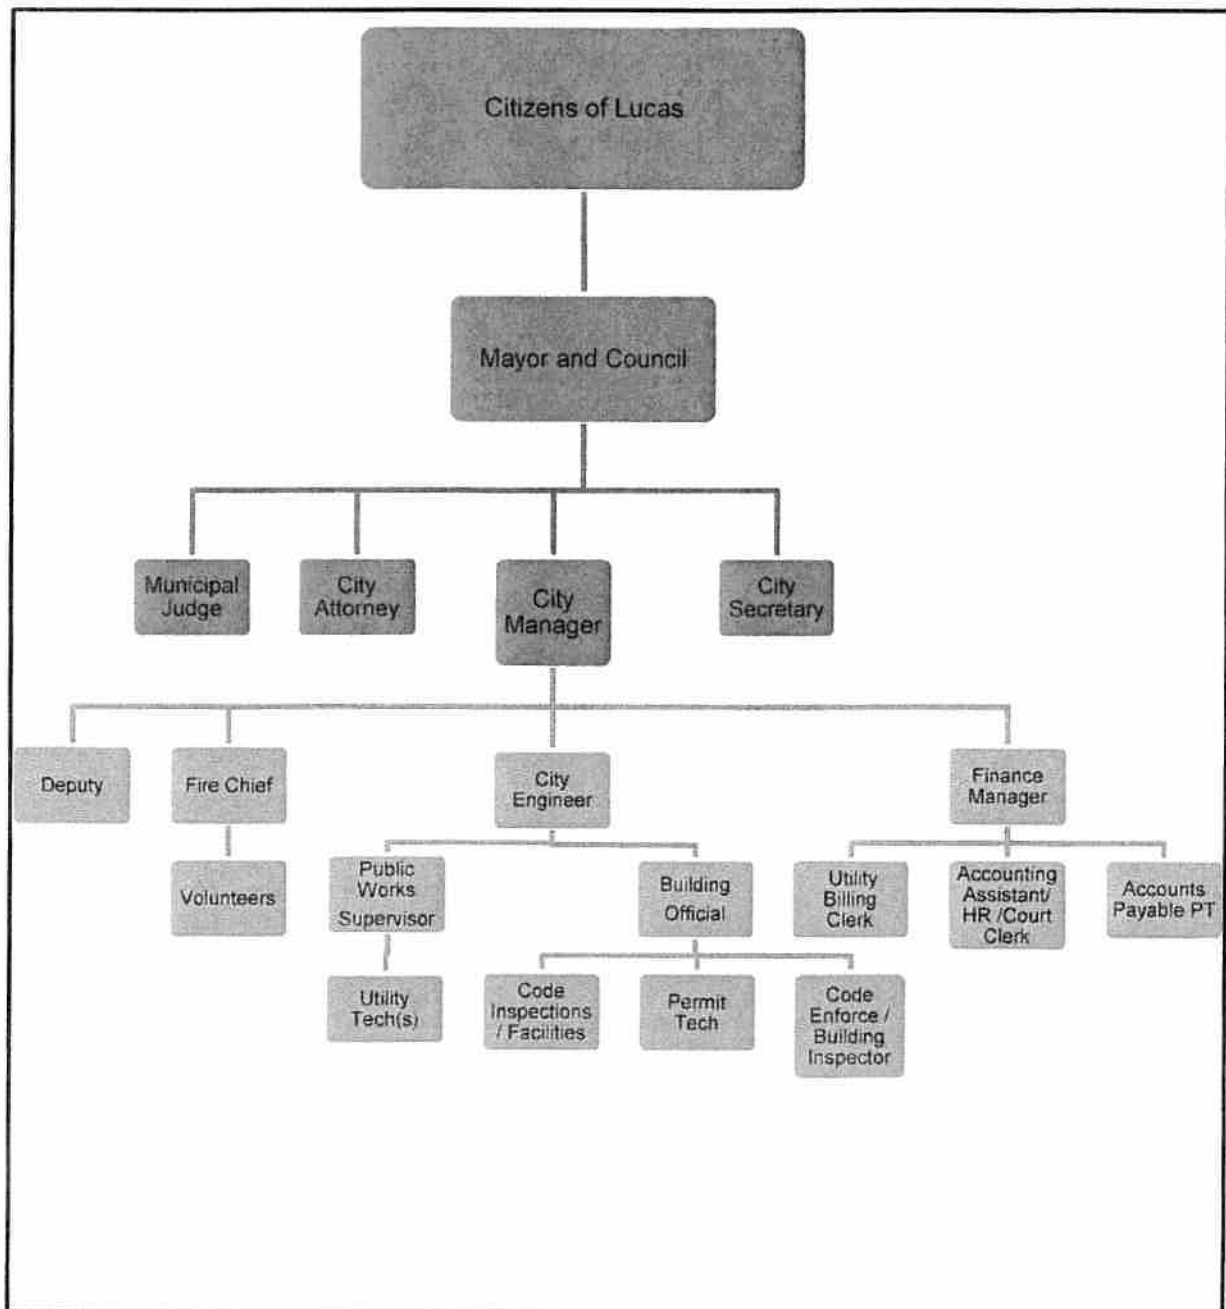 Citizens of Lucas
Mayor and Council
Municipal
Judge
City
Attorney
City
Manager
City
Secretary
Deputy
Fire Chief
City
Engineer
Finance
Manager
Volunteers
Public
Works
Supervisor
Building
Official
Utility
Billing
Clerk
Accounting
Assistant/
HR /Court
Clerk
Accounts
Payable PT
Utility
Tech(s)
Code
Inspections
/ Facilities
Permit
Tech
Code
Enforce /
Building
Inspector